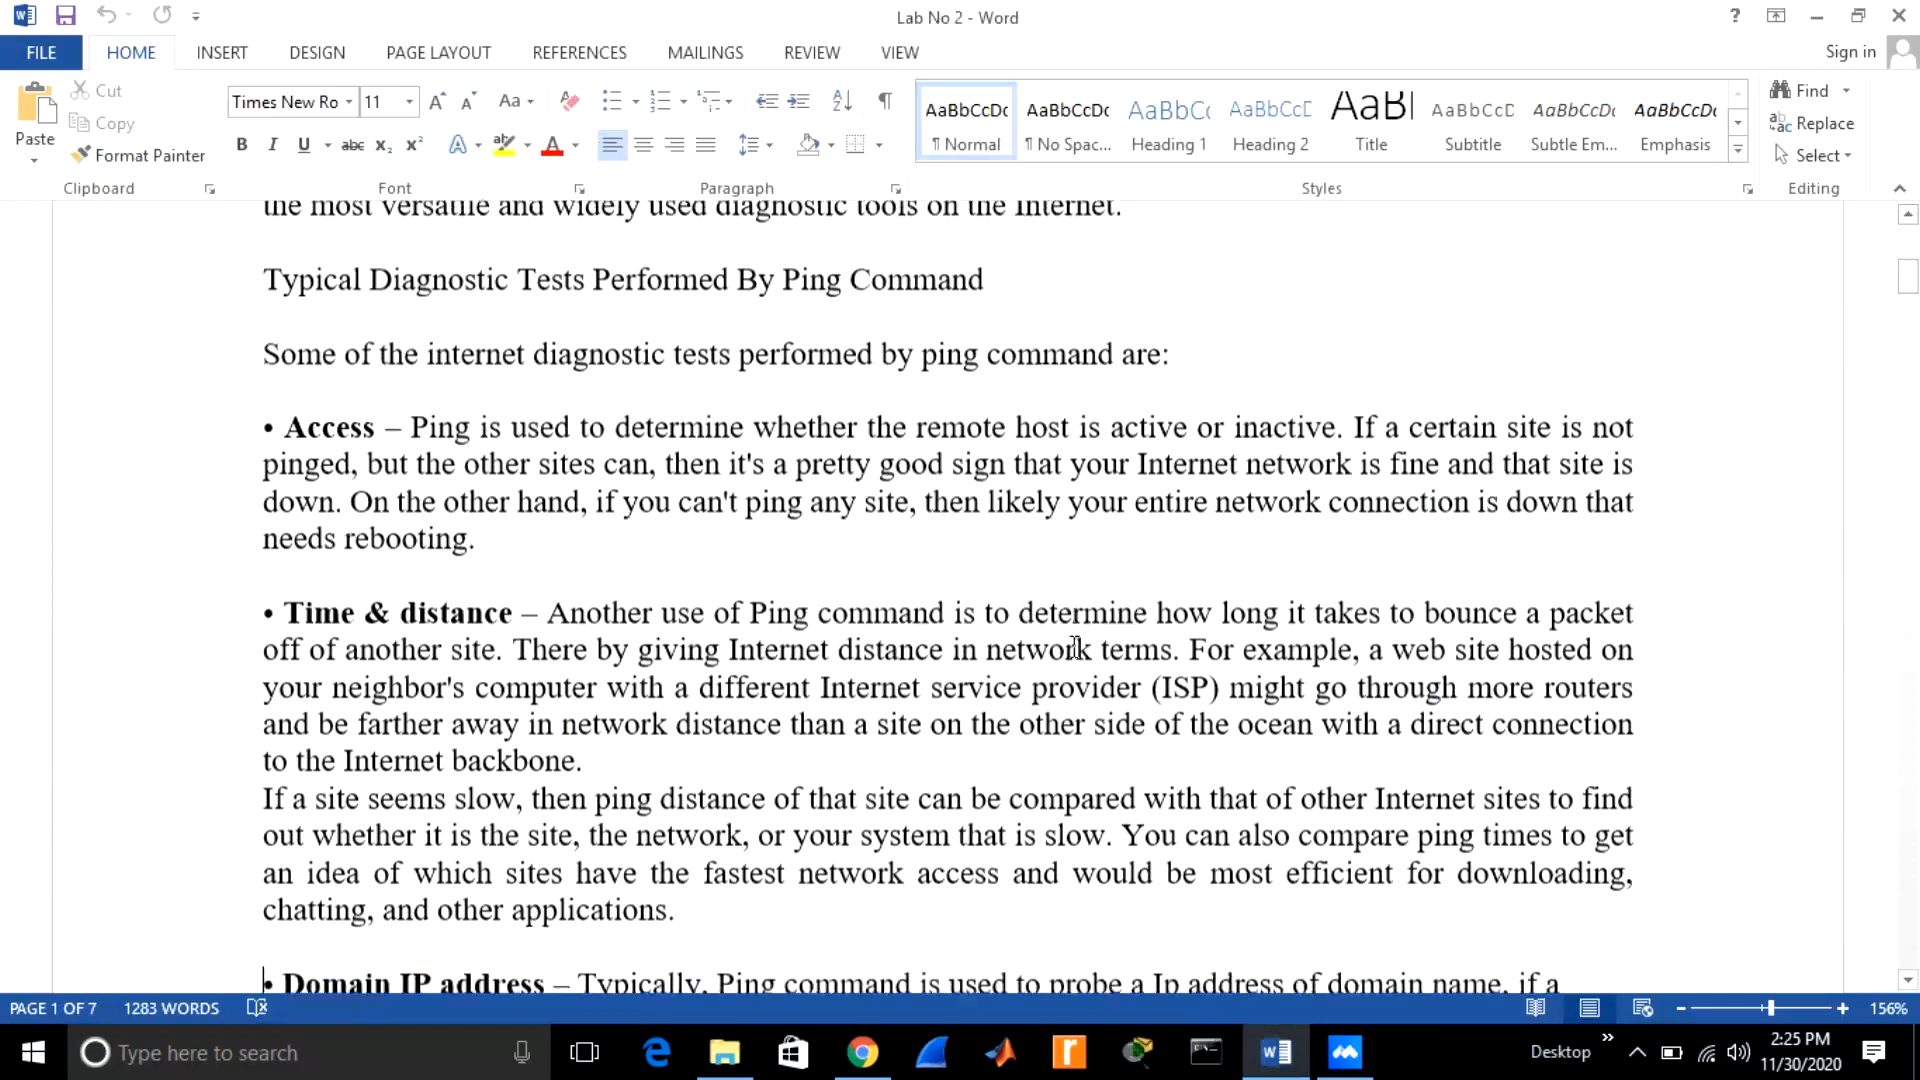 Lab No 2 - Word
?
FILE HOME INSERT DESIGN PAGE LAYOUT REFERENCES MAILINGS REVIEW VIEW Sign in
Paste
Cut
Copy
Format Painter
Times New Ro 11
AaBbCcDc AaBbCcDc AaBbC( AaBbCcD AaBl AaBbCcD AaBbCcDc AaBbCcDc
¶ Normal ¶ No Spac... Heading 1 Heading 2 Title Subtitle Subtle Em... Emphasis
Find
Replace
Select
Clipboard Font Paragraph Styles Editing
the most versatile and widely used diagnostic tools on the Internet.
Typical Diagnostic Tests Performed By Ping Command
Some of the internet diagnostic tests performed by ping command are:
• Access – Ping is used to determine whether the remote host is active or inactive. If a certain site is not
pinged, but the other sites can, then it's a pretty good sign that your Internet network is fine and that site is
down. On the other hand, if you can't ping any site, then likely your entire network connection is down that
needs rebooting.
• Time & distance – Another use of Ping command is to determine how long it takes to bounce a packet
off of another site. There by giving Internet distance in network terms. For example, a web site hosted on
your neighbor's computer with a different Internet service provider (ISP) might go through more routers
and be farther away in network distance than a site on the other side of the ocean with a direct connection
to the Internet backbone.
If a site seems slow, then ping distance of that site can be compared with that of other Internet sites to find
out whether it is the site, the network, or your system that is slow. You can also compare ping times to get
an idea of which sites have the fastest network access and would be most efficient for downloading,
chatting, and other applications.
• Domain IP address – Typically, Ping command is used to probe a Ip address of domain name, if a
PAGE 1 OF 7 1283 WORDS 156%
Type here to search
Desktop
2:25 PM
11/30/2020